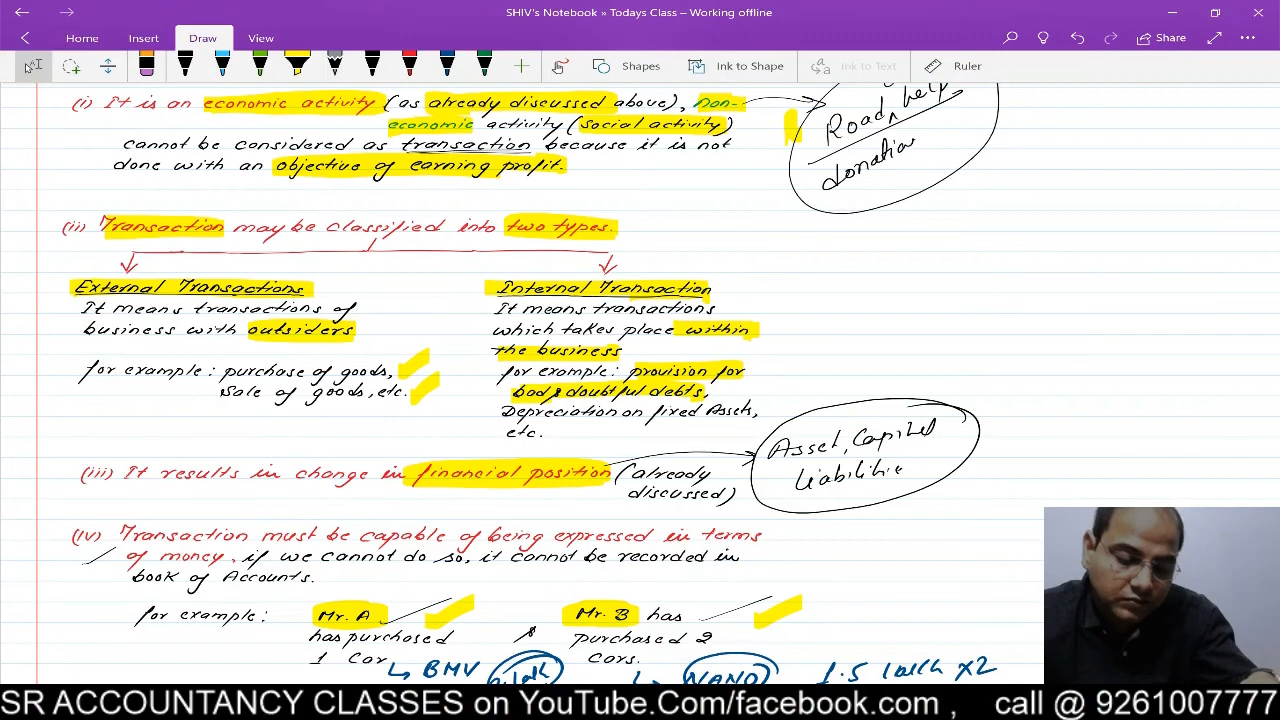 SHIV's Notebook » Todays Class – Working offline
Home Insert Draw View
Share
Shapes Ink to Shape Ink to Text Ruler
(i) It is an economic activity (as already discussed above), non-
economic activity (social activity)
cannot be considered as transaction because it is not
done with an objective of earning profit.
Road, help
donation
(ii) Transaction may be classified into two types.
External Transactions
It means transactions of
business with outsiders
for example: purchase of goods,
Sale of goods, etc.
Internal Transaction
It means transactions
which takes place within
the business
for example: provision for
bad & doubtful debts,
Depreciation on fixed Assets,
etc.
(iii) It results in change in financial position (already
discussed)
Asset, Capital
Liabilitie
(iv) Transaction must be capable of being expressed in terms
of money, if we cannot do so, it cannot be recorded in
book of Accounts.
for example:
Mr. A
has purchased
1 Car
BMV
&
Mr. B has
purchased 2
Cars.
NANO 1.5 lakh x2
SR ACCOUNTANCY CLASSES on YouTube.Com/facebook.com , call @ 9261007777